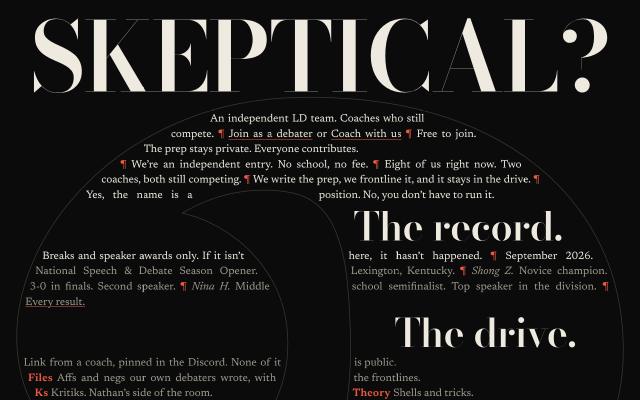 SKEPTICAL?
An independent LD team. Coaches who still
compete. ¶ Join as a debater or Coach with us ¶ Free to join.
The prep stays private. Everyone contributes.
¶ We’re an independent entry. No school, no fee. ¶ Eight of us right now. Two
coaches, both still competing. ¶ We write the prep, we frontline it, and it stays in the drive. ¶
Yes, the name is a position. No, you don’t have to run it.
The record.
Breaks and speaker awards only. If it isn’t here, it hasn’t happened. ¶ September 2026.
National Speech & Debate Season Opener. Lexington, Kentucky. ¶ Shong Z. Novice champion.
3-0 in finals. Second speaker. ¶ Nina H. Middle school semifinalist. Top speaker in the division. ¶
Every result.
The drive.
Link from a coach, pinned in the Discord. None of it is public.
Files Affs and negs our own debaters wrote, with the frontlines.
Ks Kritiks. Nathan’s side of the room. Theory Shells and tricks.